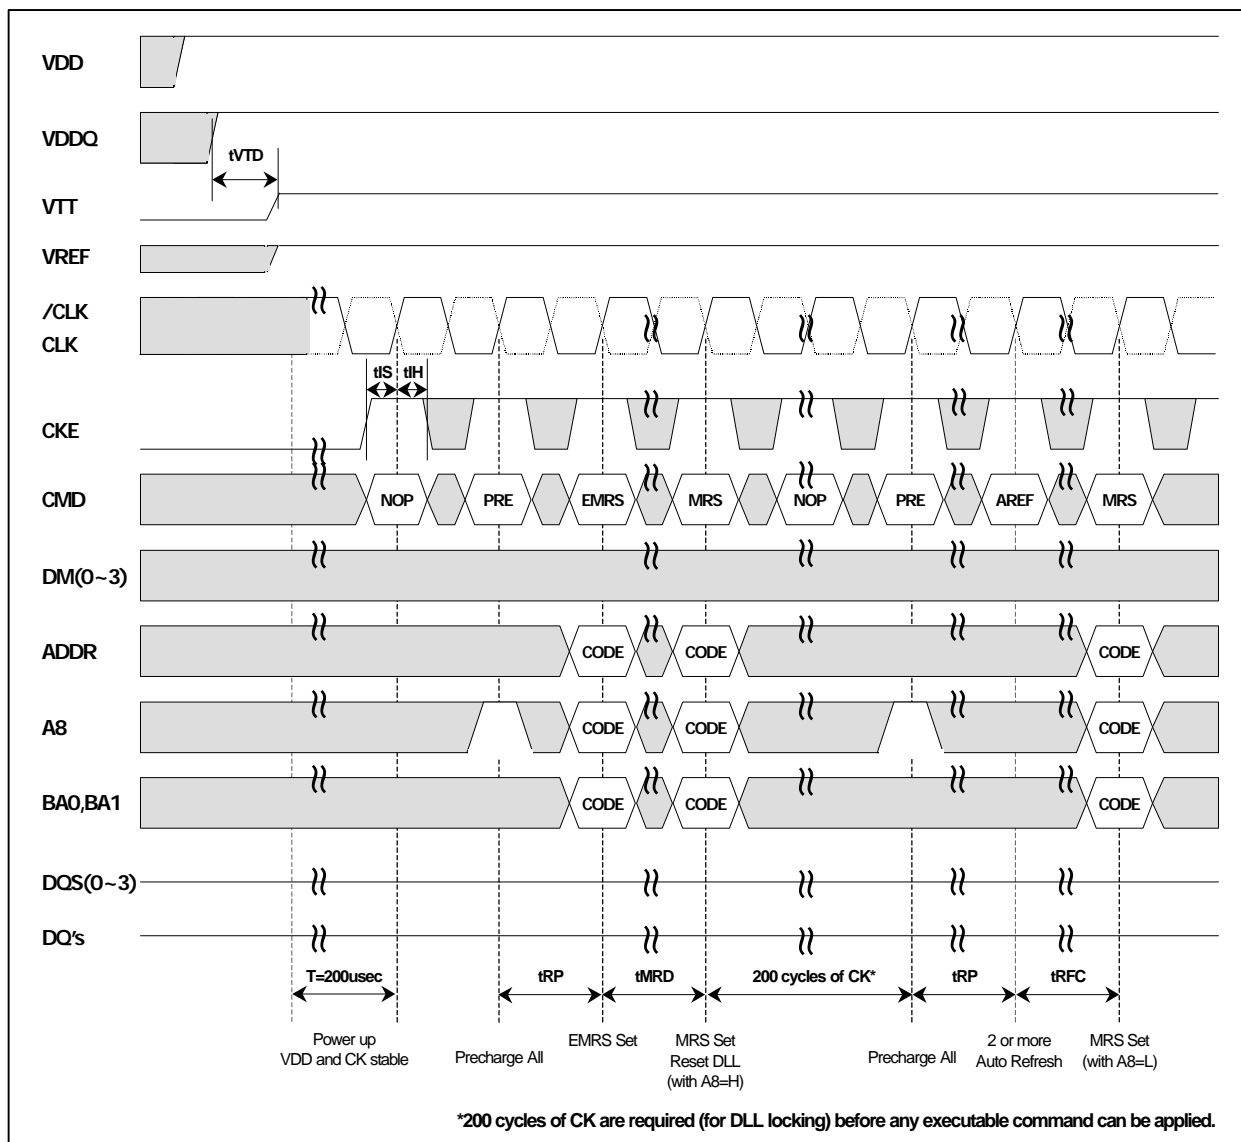 VDD
VDDQ
tVTD
VTT
VREF
/CLK
CLK
tIS tIH
CKE
CMD NOP PRE EMRS MRS NOP PRE AREF MRS
DM(0~3)
ADDR CODE CODE CODE
A8 CODE CODE CODE
BA0,BA1 CODE CODE CODE
DQS(0~3)
DQ's
T=200usec tRP tMRD 200 cycles of CK* tRP tRFC
Power up
VDD and CK stable
Precharge All
EMRS Set
MRS Set
Reset DLL
(with A8=H)
Precharge All
2 or more
Auto Refresh
MRS Set
(with A8=L)
*200 cycles of CK are required (for DLL locking) before any executable command can be applied.